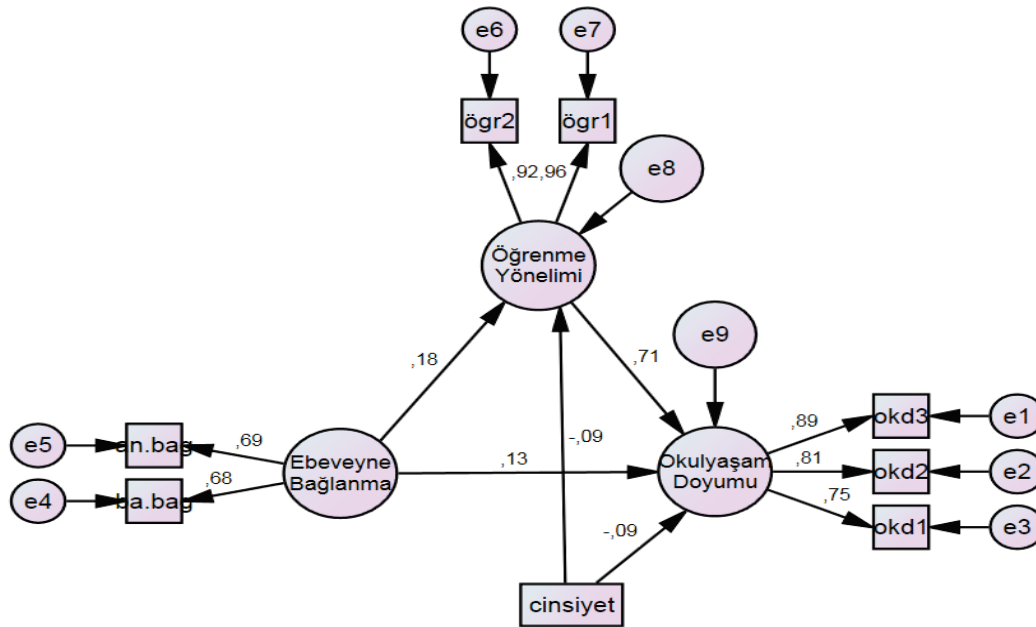 e6
e7
ögr2
ögr1
,92,96
e8
Öğrenme
Yönelimi
e9
,18
,71
e5
an.bag
,69
Ebeveyne
Bağlanma
-,09
,13
Okulyaşam
Doyumu
,89
okd3
e1
e4
ba.bag
,68
,81
okd2
e2
,75
okd1
e3
-,09
cinsiyet